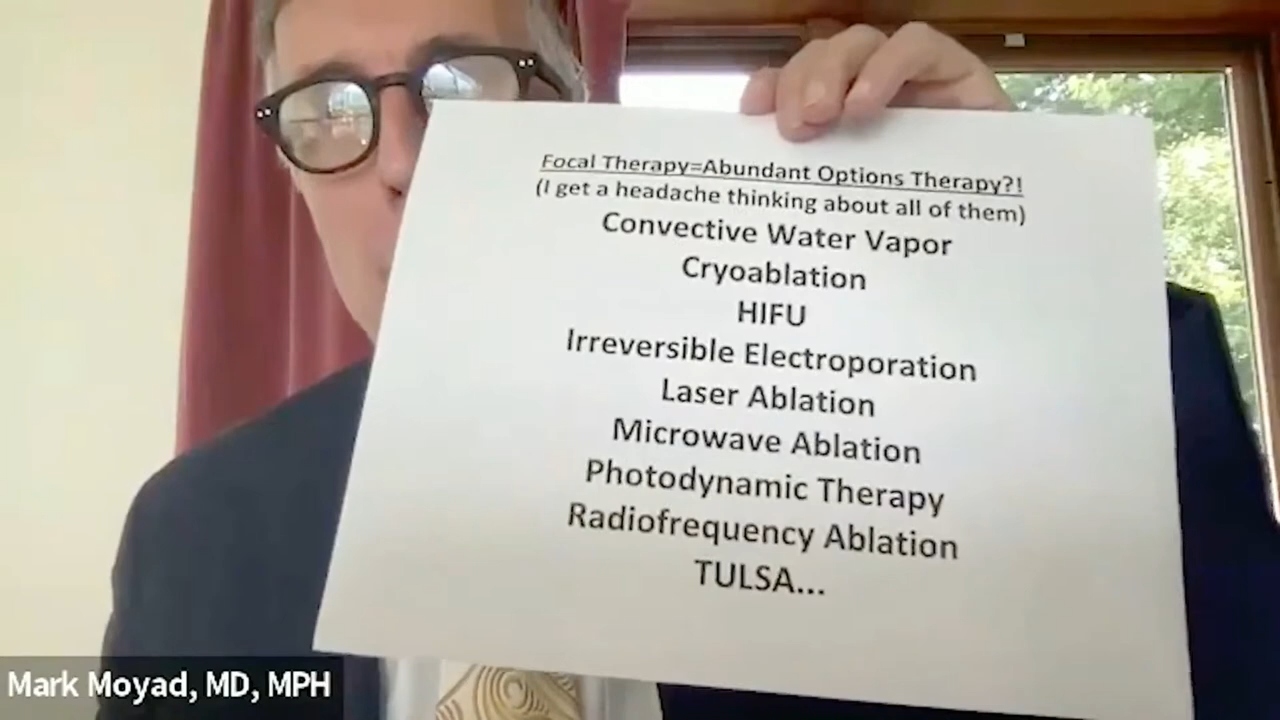 Focal Therapy=Abundant Options Therapy?!
(I get a headache thinking about all of them)
Convective Water Vapor
Cryoablation
HIFU
Irreversible Electroporation
Laser Ablation
Microwave Ablation
Photodynamic Therapy
Radiofrequency Ablation
TULSA...
Mark Moyad, MD, MPH